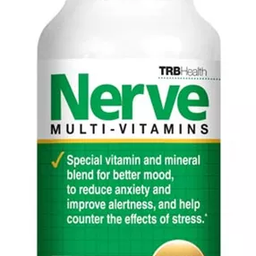 TRBHealth
Nerve
MULTI-VITAMINS
✓ Special vitamin and mineral
blend for better mood,
to reduce anxiety and
improve alertness, and help
counter the effects of stress.*